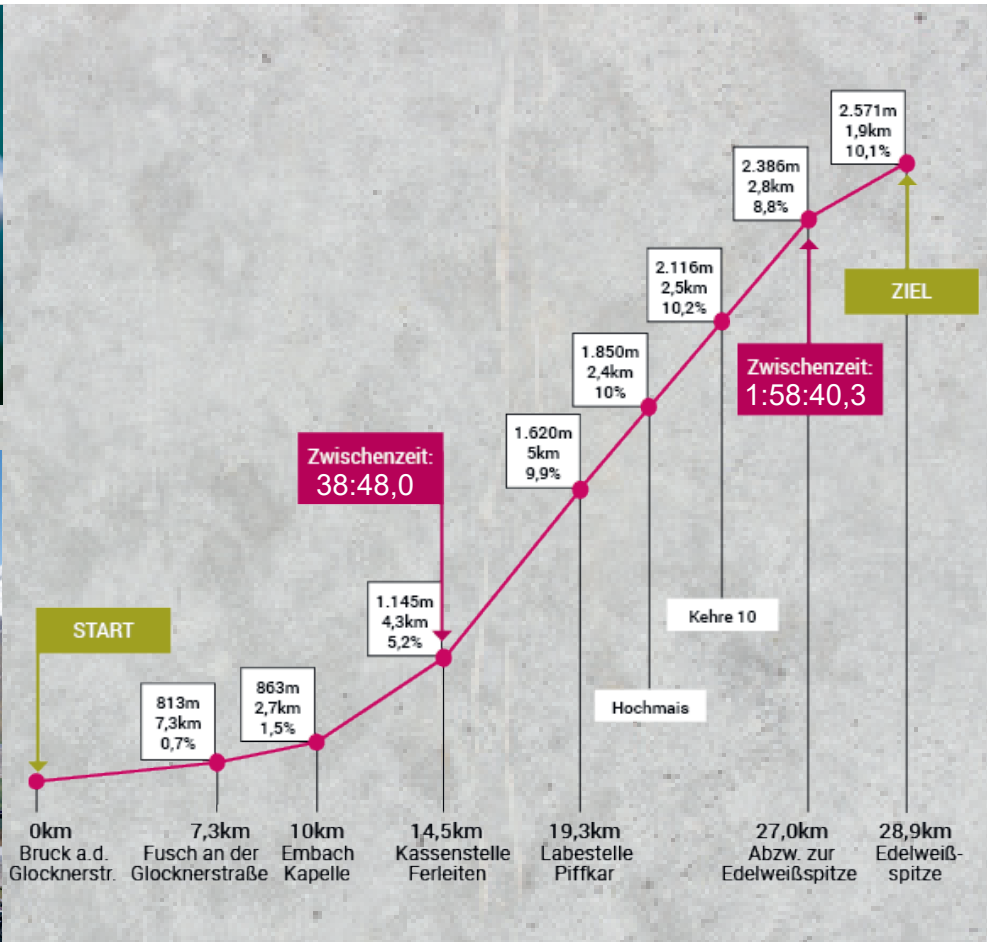 2.571m
1,9km
10,1%
2.386m
2,8km
8,8%
2.116m
2,5km
10,2%
ZIEL
1.850m
2,4km
10%
Zwischenzeit:
1:58:40,3
1.620m
5km
9,9%
Zwischenzeit:
38:48,0
1.145m
4,3km
5,2%
Kehre 10
START
863m
2,7km
1,5%
813m
7,3km
0,7%
Hochmais
0km
Bruck a.d.
Glocknerstr.
7,3km
Fusch an der
Glocknerstraße
10km
Embach
Kapelle
14,5km
Kassenstelle
Ferleiten
19,3km
Labestelle
Piffkar
27,0km
Abzw. zur
Edelweißspitze
28,9km
Edelweiß-
spitze